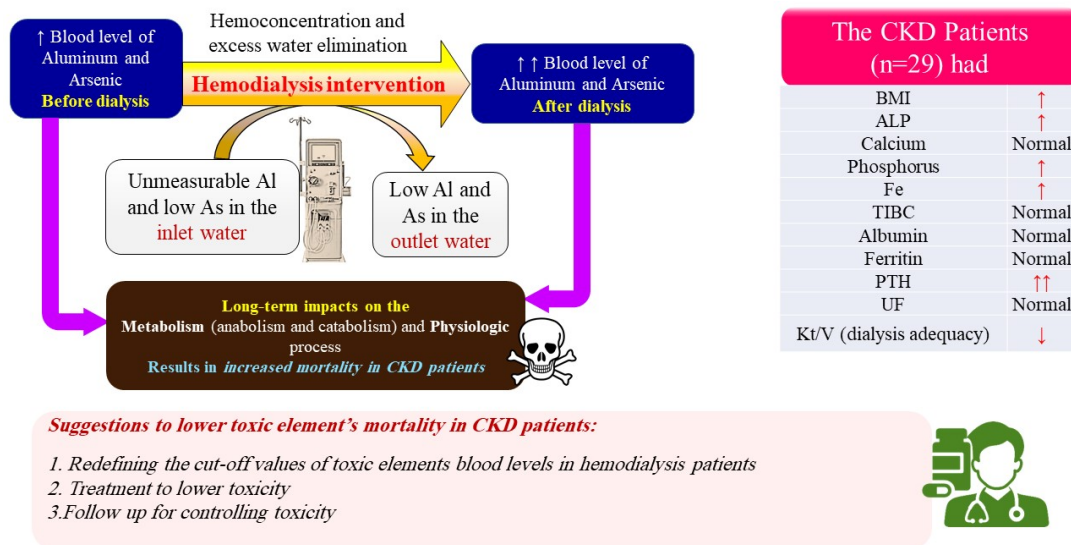 Hemoconcentration and
excess water elimination
↑ Blood level of
Aluminum and
Arsenic
Before dialysis
Hemodialysis intervention
↑ ↑ Blood level of
Aluminum and Arsenic
After dialysis
Unmeasurable Al
and low As in the
inlet water
Low Al and
As in the
outlet water
Long-term impacts on the
Metabolism (anabolism and catabolism) and Physiologic
process
Results in increased mortality in CKD patients
The CKD Patients
(n=29) had
BMI ↑
ALP ↑
Calcium Normal
Phosphorus ↑
Fe ↑
TIBC Normal
Albumin Normal
Ferritin Normal
PTH ↑↑
UF Normal
Kt/V (dialysis adequacy) ↓
Suggestions to lower toxic element's mortality in CKD patients:
1. Redefining the cut-off values of toxic elements blood levels in hemodialysis patients
2. Treatment to lower toxicity
3.Follow up for controlling toxicity